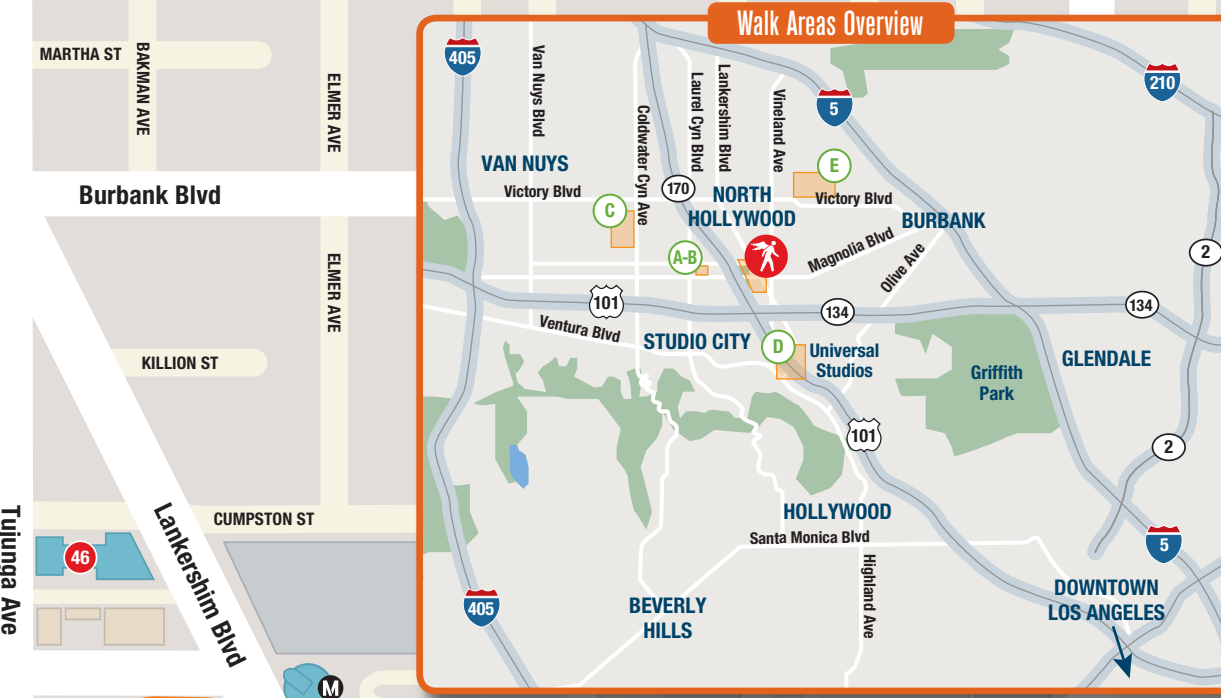 MARTHA ST
BAKMAN AVE
ELMER AVE
Burbank Blvd
ELMER AVE
KILLION ST
CUMPSTON ST
46
Tujunga Ave
Lankershim Blvd
M
Walk Areas Overview
405
Van Nuys Blvd
Coldwater Cyn Ave
Laurel Cyn Blvd
Lankershim Blvd
Vineland Ave
5
210
VAN NUYS
Victory Blvd
C
170
NORTH
HOLLYWOOD
E
Victory Blvd
BURBANK
A-B
Magnolia Blvd
Olive Ave
2
101
134
134
Ventura Blvd
STUDIO CITY
D
Universal
Studios
Griffith
Park
GLENDALE
101
2
HOLLYWOOD
Santa Monica Blvd
Highland Ave
5
405
BEVERLY
HILLS
DOWNTOWN
LOS ANGELES